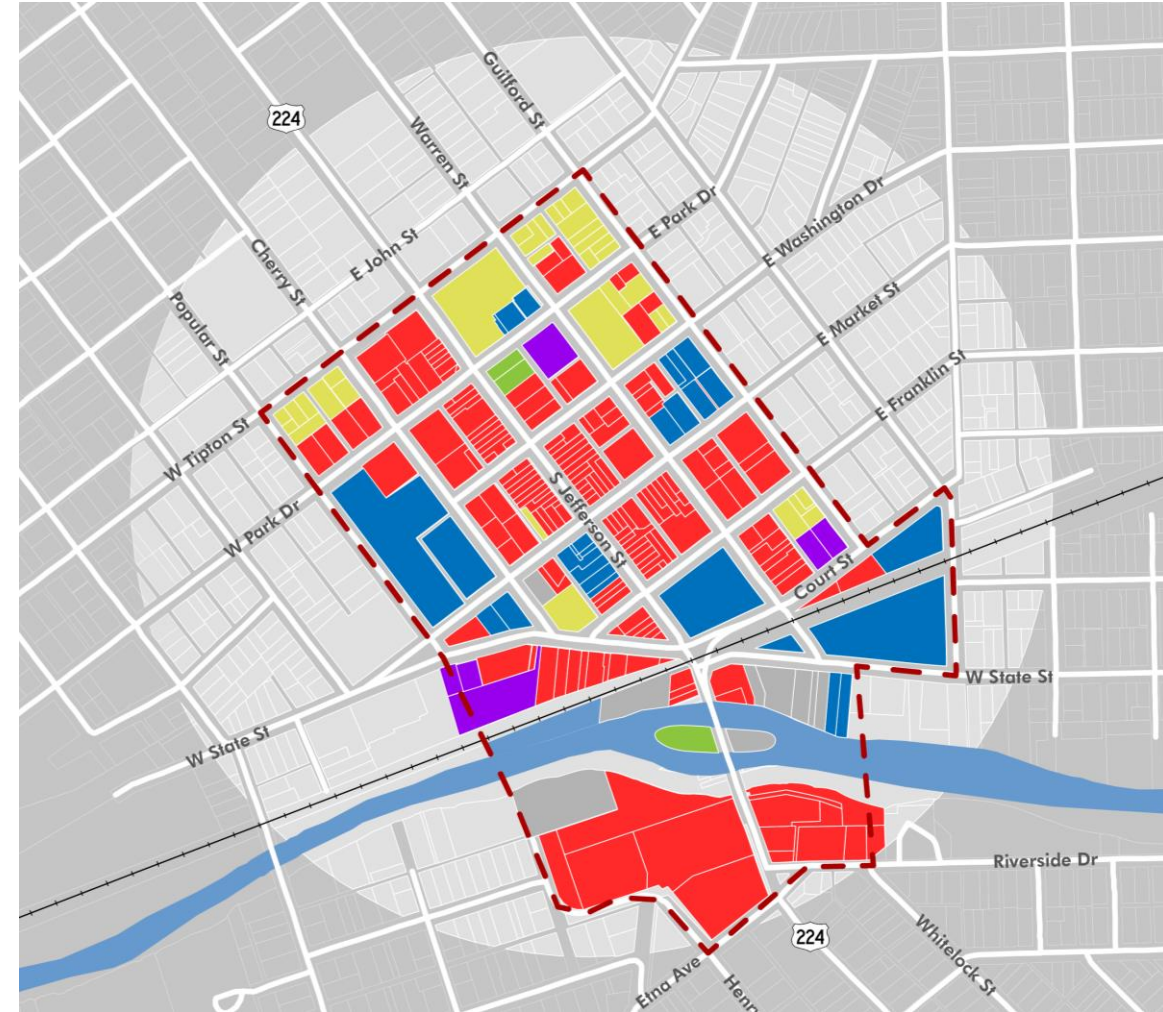 Guilford St
224
Warren St
E Park Dr
E Washington Dr
Cherry St
E John St
Popular St
E Market St
E Franklin St
W Tipton St
S Jefferson St
W Park Dr
Court St
W State St
W State St
Riverside Dr
224
Whitelock St
Etna Ave
Henr